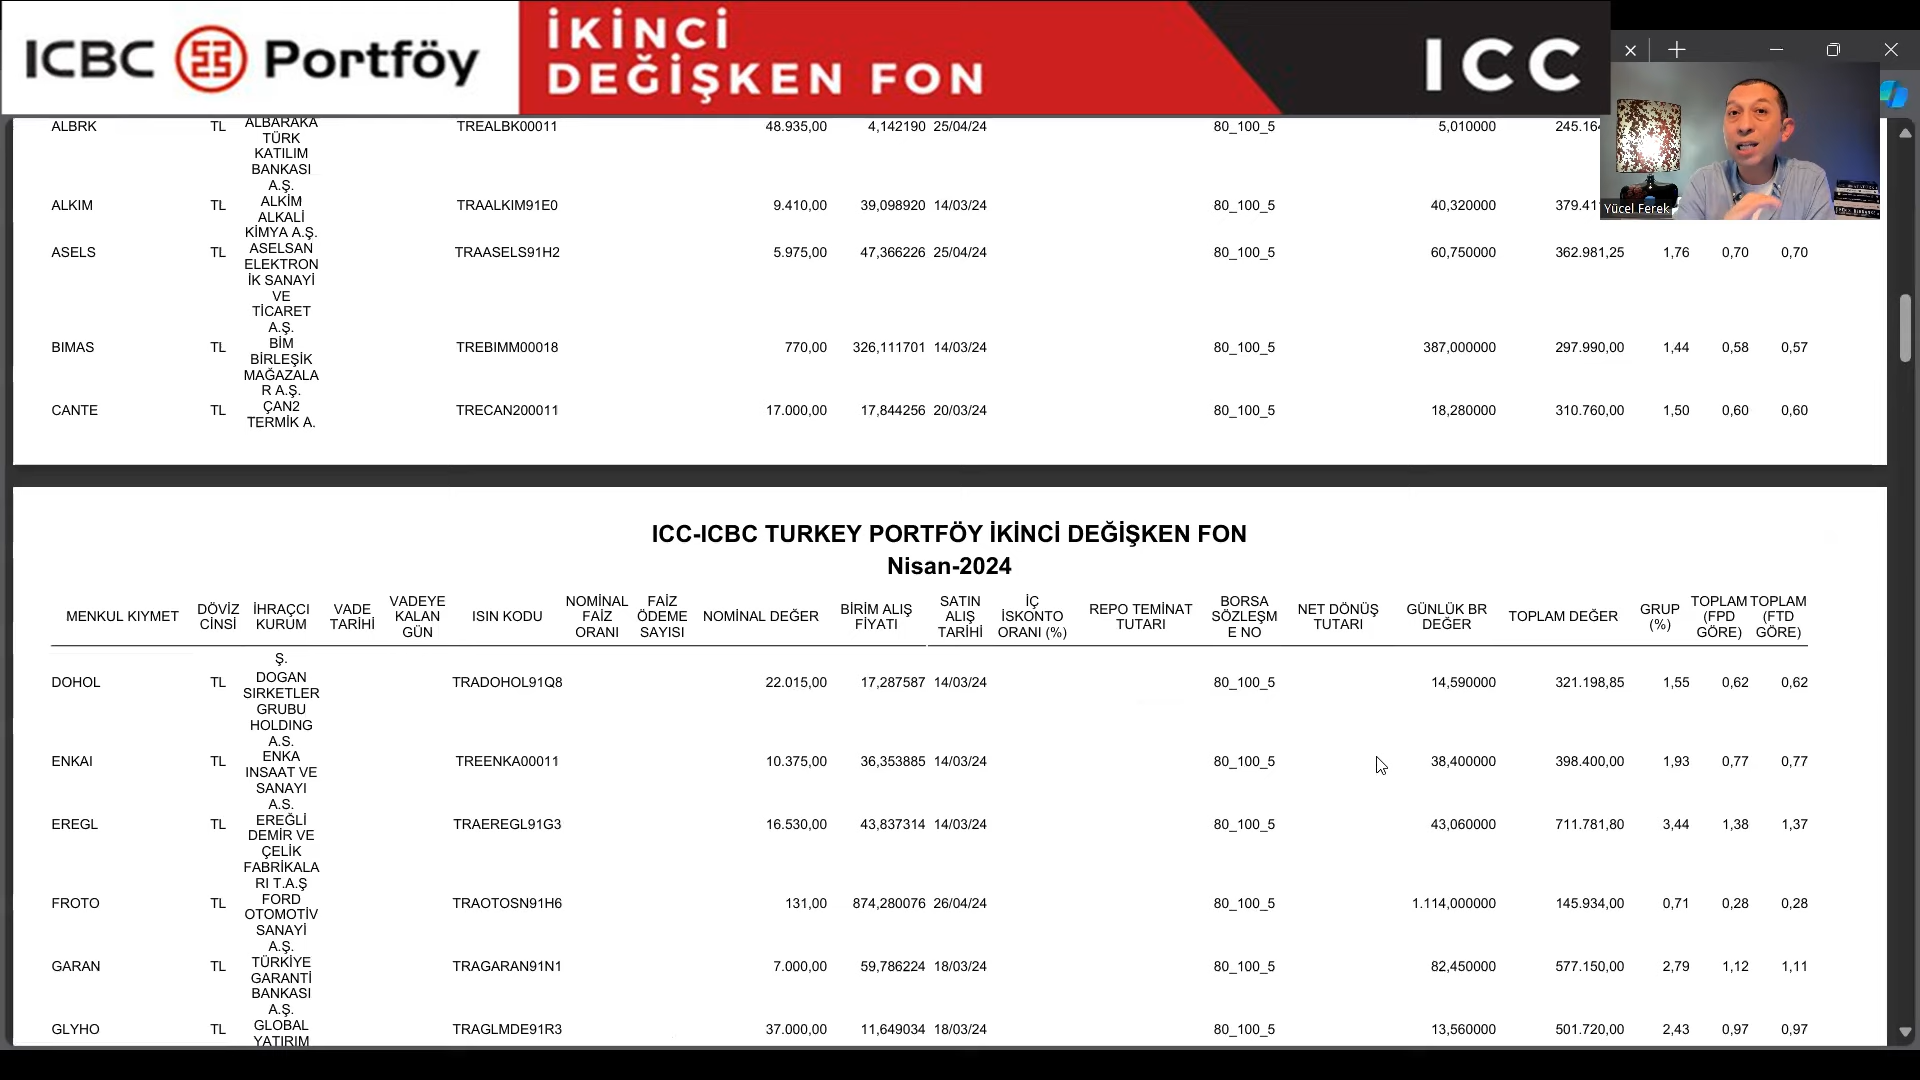 ICBC Portföy
İKİNCİ
DEĞİŞKEN FON
ICC
Yücel Ferek
ALBRK TL ALBARAKA TREALBK00011 48.935,00 4,142190 25/04/24 80_100_5 5,010000
TÜRK
KATILIM
BANKASI
A.Ş.
ALKIM TL ALKİM TRAALKIM91E0 9.410,00 39,098920 14/03/24 80_100_5 40,320000
ALKALİ
KİMYA A.Ş.
ASELS TL ASELSAN TRAASELS91H2 5.975,00 47,366226 25/04/24 80_100_5 60,750000 362.981,25 1,76 0,70 0,70
ELEKTRON
İK SANAYİ
VE
TİCARET
A.Ş.
BIMAS TL BİM TREBIMM00018 770,00 326,111701 14/03/24 80_100_5 387,000000 297.990,00 1,44 0,58 0,57
BİRLEŞİK
MAĞAZALA
R A.Ş.
CANTE TL ÇAN2 TRECAN200011 17.000,00 17,844256 20/03/24 80_100_5 18,280000 310.760,00 1,50 0,60 0,60
TERMİK A.
ICC-ICBC TURKEY PORTFÖY İKİNCİ DEĞİŞKEN FON
Nisan-2024
MENKUL KIYMET DÖVİZ CİNSİ İHRAÇCI KURUM VADE TARİHİ VADEYE KALAN GÜN ISIN KODU NOMİNAL FAİZ ORANI FAİZ ÖDEME SAYISI NOMİNAL DEĞER BİRİM ALIŞ FİYATI SATIN ALIŞ TARİHİ İÇ İSKONTO ORANI (%) REPO TEMİNAT TUTARI BORSA SÖZLEŞM E NO NET DÖNÜŞ TUTARI GÜNLÜK BR DEĞER TOPLAM DEĞER GRUP (%) TOPLAM (FPD GÖRE) TOPLAM (FTD GÖRE)
Ş.
DOHOL TL DOGAN TRADOHOL91Q8 22.015,00 17,287587 14/03/24 80_100_5 14,590000 321.198,85 1,55 0,62 0,62
SIRKETLER
GRUBU
HOLDING
A.S.
ENKAI TL ENKA TREENKA00011 10.375,00 36,353885 14/03/24 80_100_5 38,400000 398.400,00 1,93 0,77 0,77
INSAAT VE
SANAYI
A.S.
EREGL TL EREĞLİ TRAEREGL91G3 16.530,00 43,837314 14/03/24 80_100_5 43,060000 711.781,80 3,44 1,38 1,37
DEMİR VE
ÇELİK
FABRİKALA
RI T.A.Ş
FROTO TL FORD TRAOTOSN91H6 131,00 874,280076 26/04/24 80_100_5 1.114,000000 145.934,00 0,71 0,28 0,28
OTOMOTİV
SANAYİ
A.Ş.
GARAN TL TÜRKİYE TRAGARAN91N1 7.000,00 59,786224 18/03/24 80_100_5 82,450000 577.150,00 2,79 1,12 1,11
GARANTİ
BANKASI
A.Ş.
GLYHO TL GLOBAL TRAGLMDE91R3 37.000,00 11,649034 18/03/24 80_100_5 13,560000 501.720,00 2,43 0,97 0,97
YATIRIM